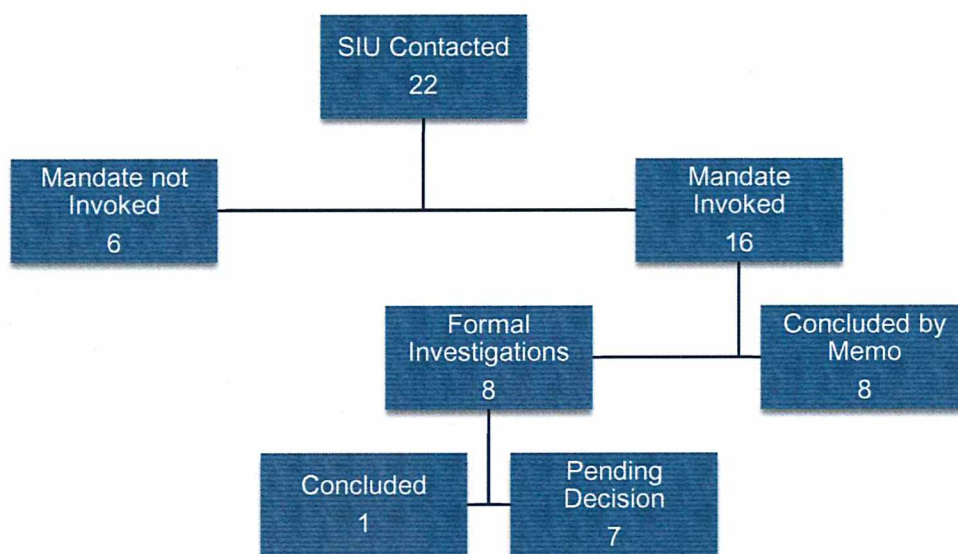 SIU Contacted
22
Mandate not
Invoked
6
Mandate
Invoked
16
Formal
Investigations
8
Concluded by
Memo
8
Concluded
1
Pending
Decision
7